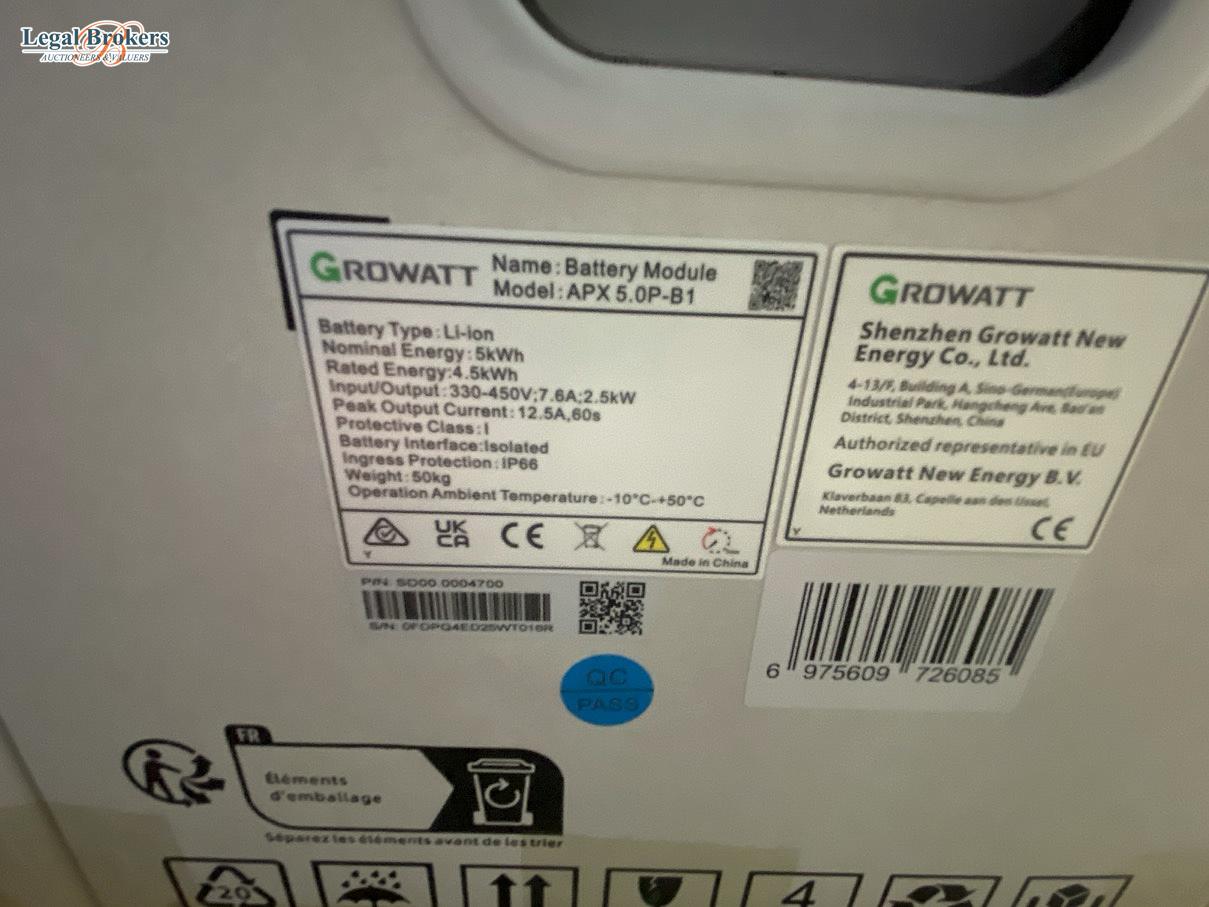 Legal Brokers
AUCTIONEERS & VALUERS
GROWATT
Name : Battery Module
Model : APX 5.0P-B1
Battery Type : Li-ion
Nominal Energy : 5kWh
Rated Energy:4.5kWh
Input/Output : 330-450V;7.6A;2.5kW
Peak Output Current : 12.5A,60s
Protective Class : I
Battery Interface:Isolated
Ingress Protection : IP66
Weight : 50kg
Operation Ambient Temperature : -10°C-+50°C
UK
CA
CE
Made in China
Y
GROWATT
Shenzhen Growatt New
Energy Co., Ltd.
4-13/F, Building A, Sino-German(Europe)
Industrial Park, Hangcheng Ave, Bao'an
District, Shenzhen, China
Authorized representative in EU
Growatt New Energy B.V.
Klaverbaan 83, Capelle aan den IJssel,
Netherlands
CE
Y
P/N: SD00.0004700
S/N:
6 975609 726085
QC
PASS
FR
Éléments
d'emballage
Séparez les éléments avant de les trier
20
4